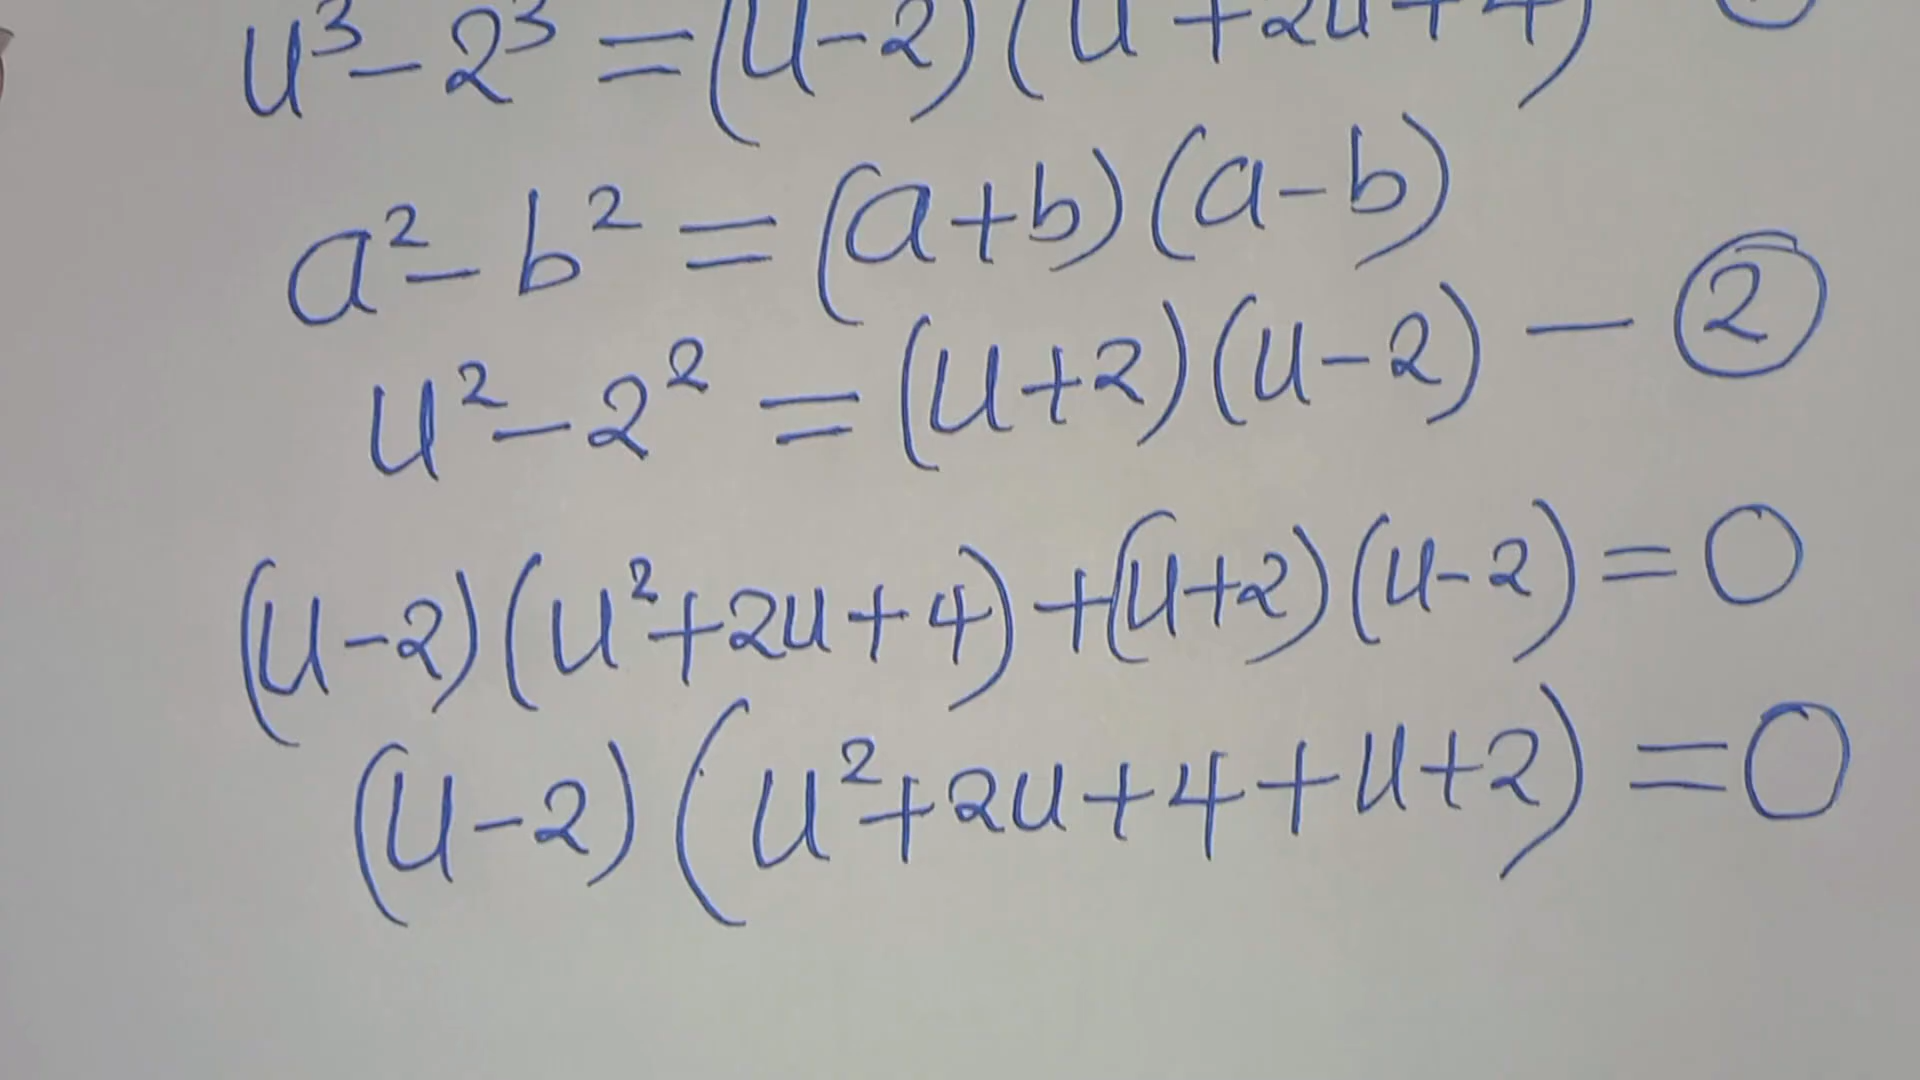 u³-2³ = (u-2)(u+2u+4)
a²-b² = (a+b)(a-b)
u²-2² = (u+2)(u-2) - ②
(u-2)(u²+2u+4)+(u+2)(u-2)=0
(u-2)(u²+2u+4+u+2)=0